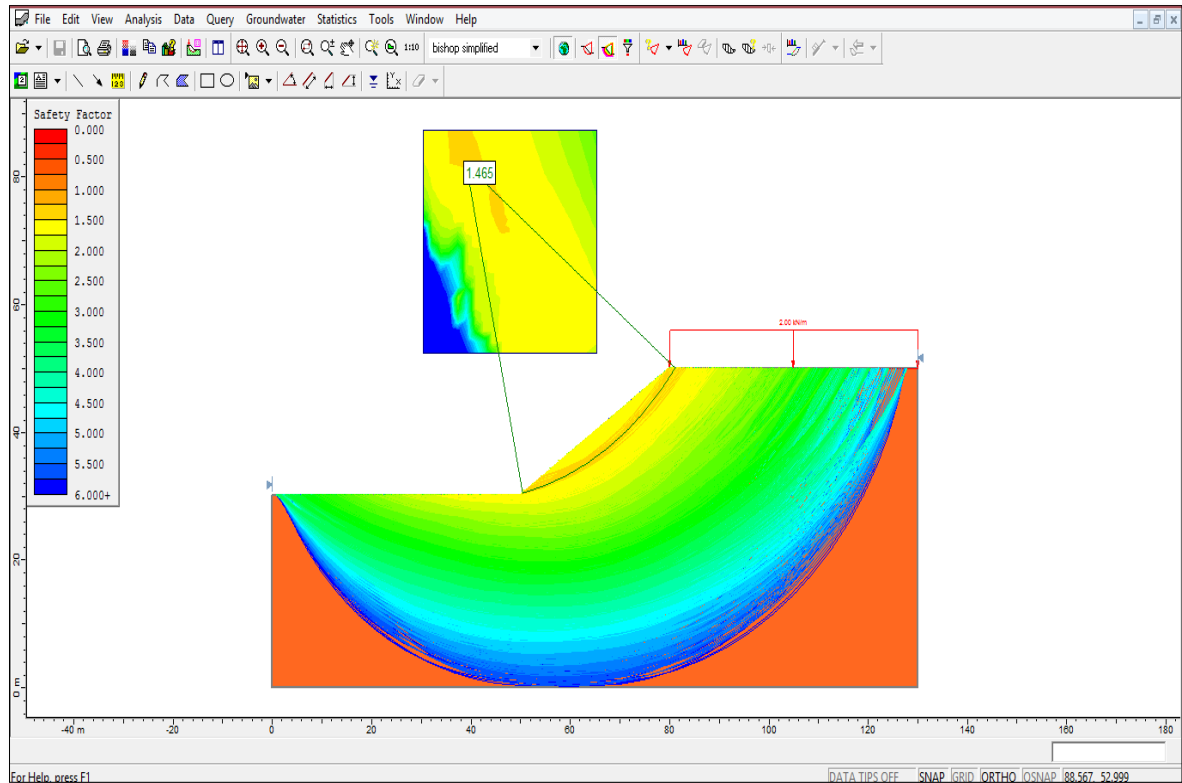 File Edit View Analysis Data Query Groundwater Statistics Tools Window Help
1:10 bishop simplified
Safety Factor
0.000
0.500
1.000
1.500
2.000
2.500
3.000
3.500
4.000
4.500
5.000
5.500
6.000+
1.465
2.00 kN/m
80
60
40
20
0 m
-40 m -20 0 20 40 60 80 100 120 140 160 180
For Help, press F1
DATA TIPS OFF SNAP GRID ORTHO OSNAP 88.567, 52.999